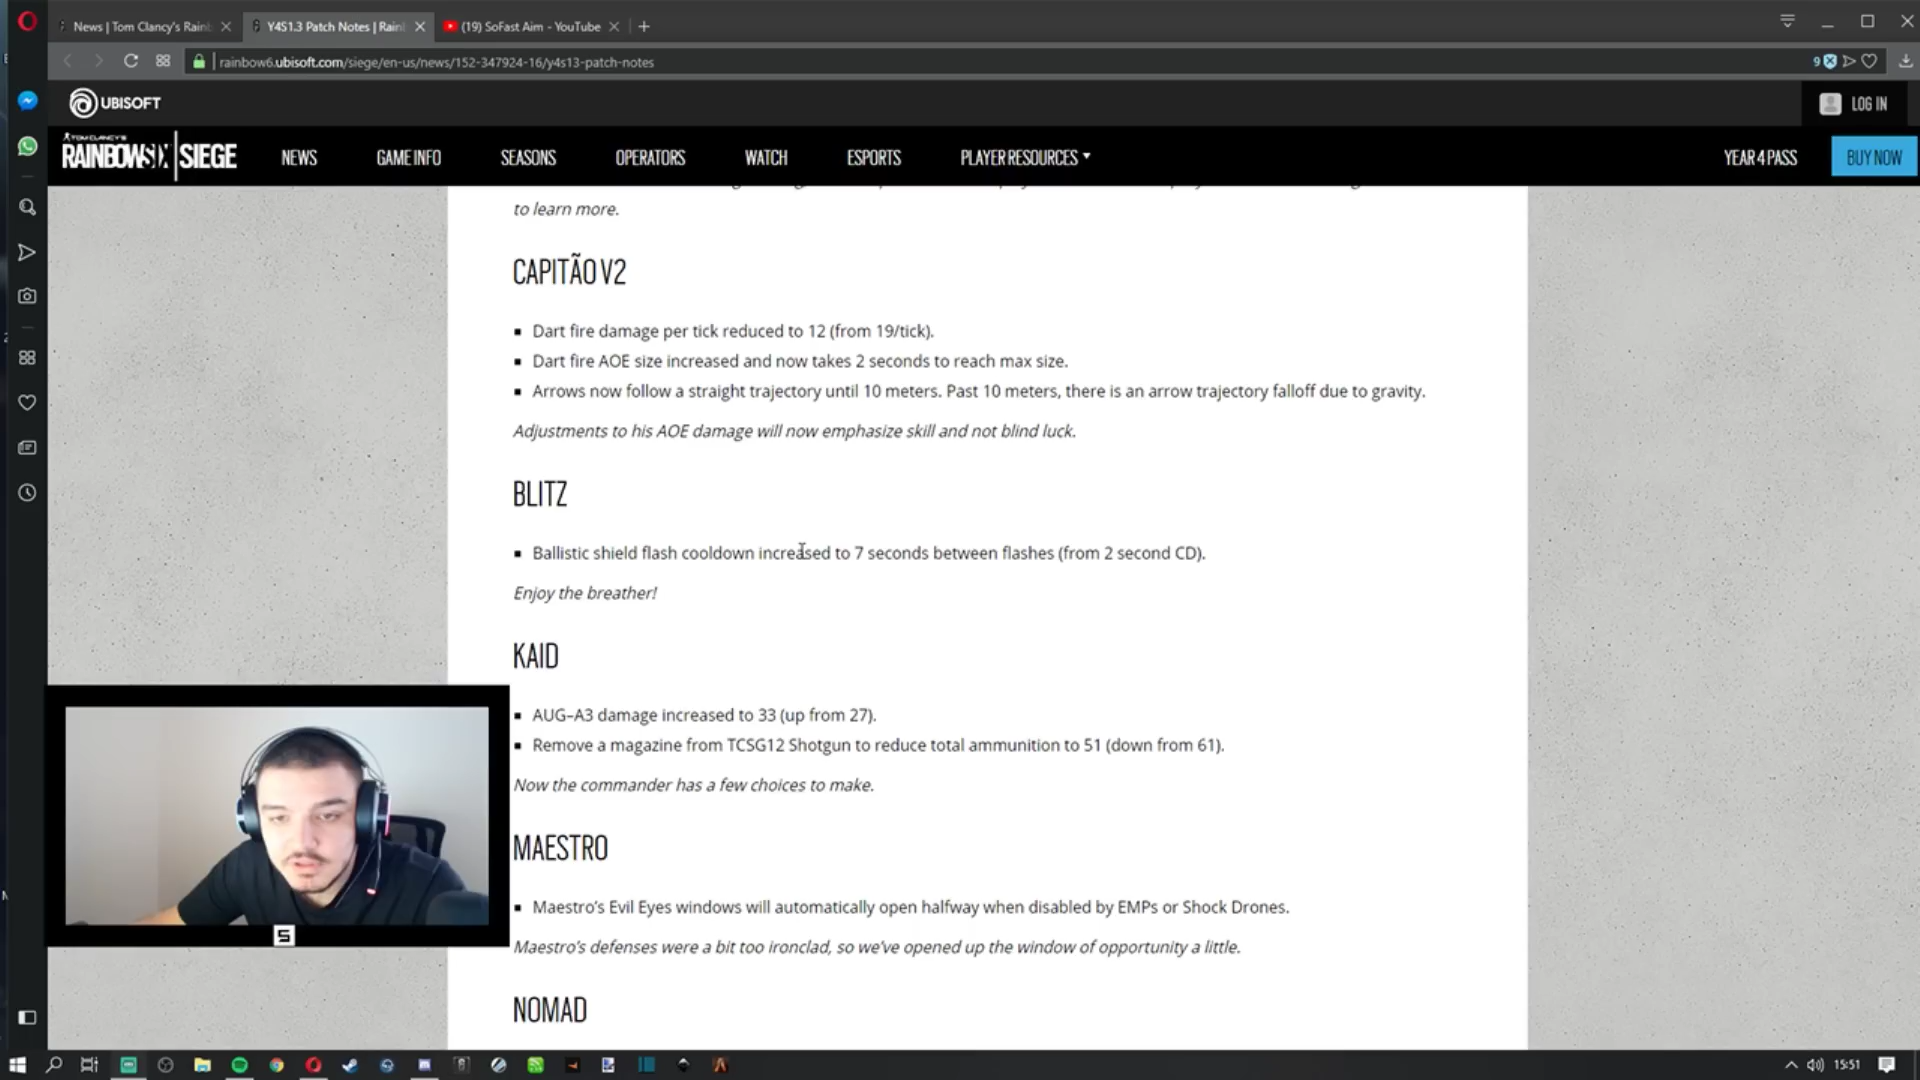 News | Tom Clancy's Rain
Y4S1.3 Patch Notes | Rain
(19) SoFast Aim - YouTube
rainbow6.ubisoft.com/siege/en-us/news/152-347924-16/y4s13-patch-notes
9
UBISOFT
LOG IN
TOM CLANCY'S
RAINBOW SIX | SIEGE
NEWS
GAME INFO
SEASONS
OPERATORS
WATCH
ESPORTS
PLAYER RESOURCES
YEAR 4 PASS
BUY NOW
to learn more.
CAPITÃO V2
▪ Dart fire damage per tick reduced to 12 (from 19/tick).
▪ Dart fire AOE size increased and now takes 2 seconds to reach max size.
▪ Arrows now follow a straight trajectory until 10 meters. Past 10 meters, there is an arrow trajectory falloff due to gravity.
Adjustments to his AOE damage will now emphasize skill and not blind luck.
BLITZ
▪ Ballistic shield flash cooldown increased to 7 seconds between flashes (from 2 second CD).
Enjoy the breather!
KAID
▪ AUG–A3 damage increased to 33 (up from 27).
▪ Remove a magazine from TCSG12 Shotgun to reduce total ammunition to 51 (down from 61).
Now the commander has a few choices to make.
MAESTRO
▪ Maestro’s Evil Eyes windows will automatically open halfway when disabled by EMPs or Shock Drones.
Maestro’s defenses were a bit too ironclad, so we’ve opened up the window of opportunity a little.
NOMAD
S
15:51